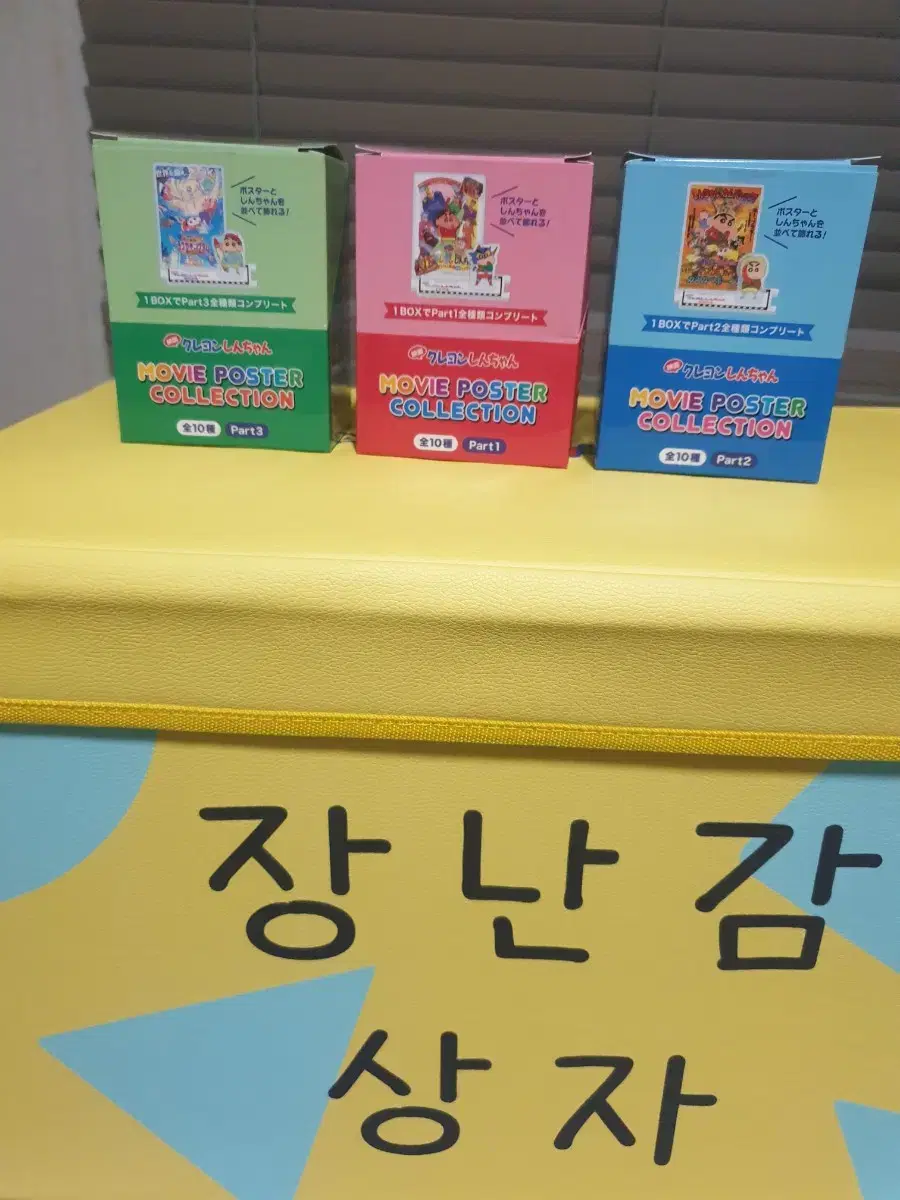 ポスターと
しんちゃんを
並べて飾れる!
1BOXでPart3全種類コンプリート
映画 クレヨンしんちゃん
MOVIE POSTER
COLLECTION
全10種 Part3
ポスターと
しんちゃんを
並べて飾れる!
1BOXでPart1全種類コンプリート
映画 クレヨンしんちゃん
MOVIE POSTER
COLLECTION
全10種 Part1
ポスターと
しんちゃんを
並べて飾れる!
1BOXでPart2全種類コンプリート
映画 クレヨンしんちゃん
MOVIE POSTER
COLLECTION
全10種 Part2
장난감
상자